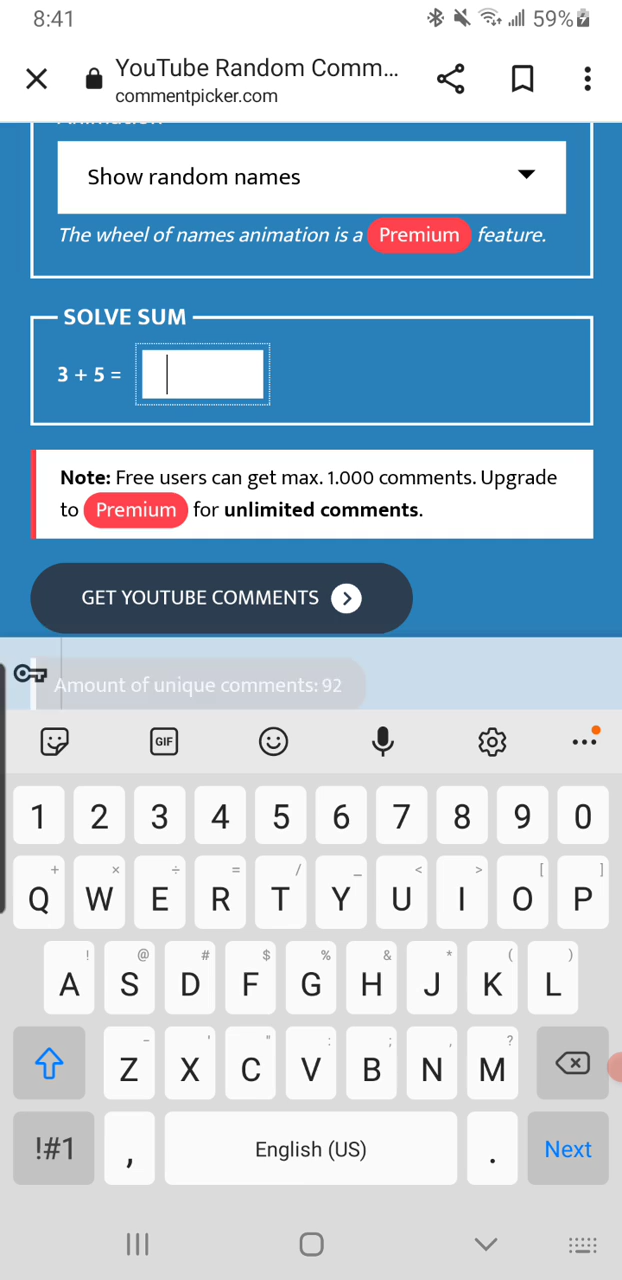 8:41
59%
YouTube Random Comm...
commentpicker.com
Show random names
The wheel of names animation is a Premium feature.
SOLVE SUM
3 + 5 =
Note: Free users can get max. 1.000 comments. Upgrade
to Premium for unlimited comments.
GET YOUTUBE COMMENTS
Amount of unique comments: 92
GIF
1 2 3 4 5 6 7 8 9 0
+ × ÷ = / _ < > [ ]
Q W E R T Y U I O P
! @ # $ % & * ( )
A S D F G H J K L
- ' " : ; , ?
Z X C V B N M
!#1 , English (US) . Next